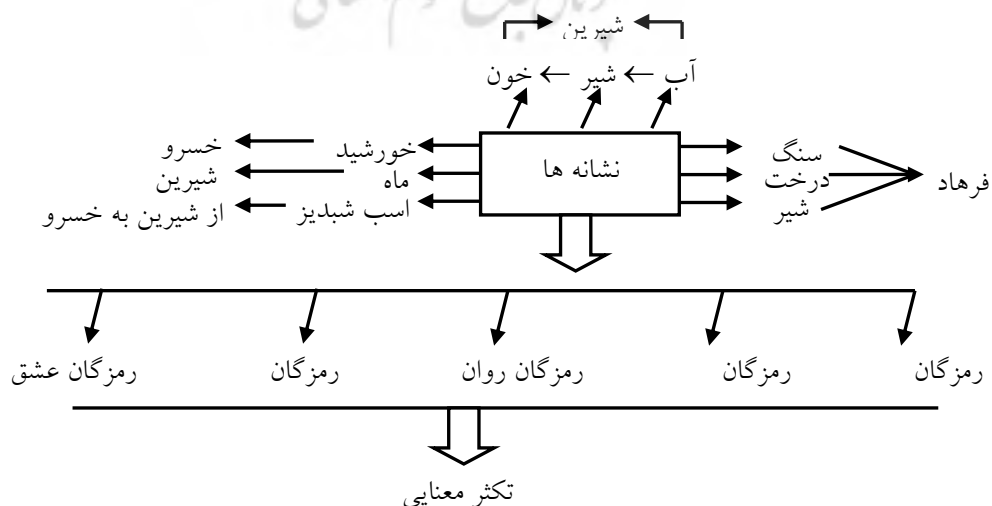 شیرین
آب ← شیر ← خون
نشانه ها
سنگ
درخت
شیر
فرهاد
خورشید
ماه
اسب شبدیز
خسرو
شیرین
از شیرین به خسرو
رمزگان
رمزگان
رمزگان روان
رمزگان
رمزگان عشق
تکثر معنایی